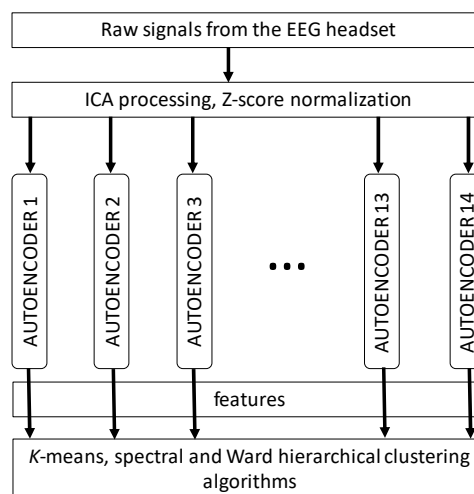 Raw signals from the EEG headset
ICA processing, Z-score normalization
AUTOENCODER 1
AUTOENCODER 2
AUTOENCODER 3
...
AUTOENCODER 13
AUTOENCODER 14
features
K-means, spectral and Ward hierarchical clustering
algorithms